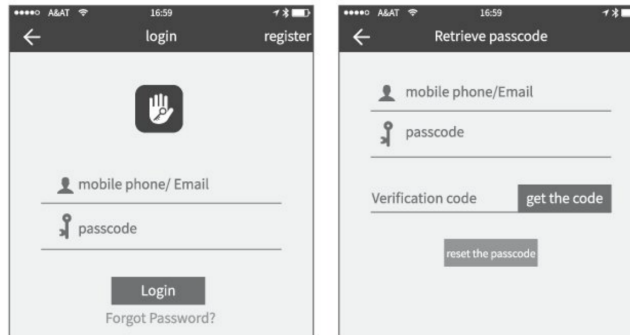 A&AT 16:59
login register
mobile phone/ Email
passcode
Login
Forgot Password?
A&AT 16:59
Retrieve passcode
mobile phone/Email
passcode
Verification code get the code
reset the passcode